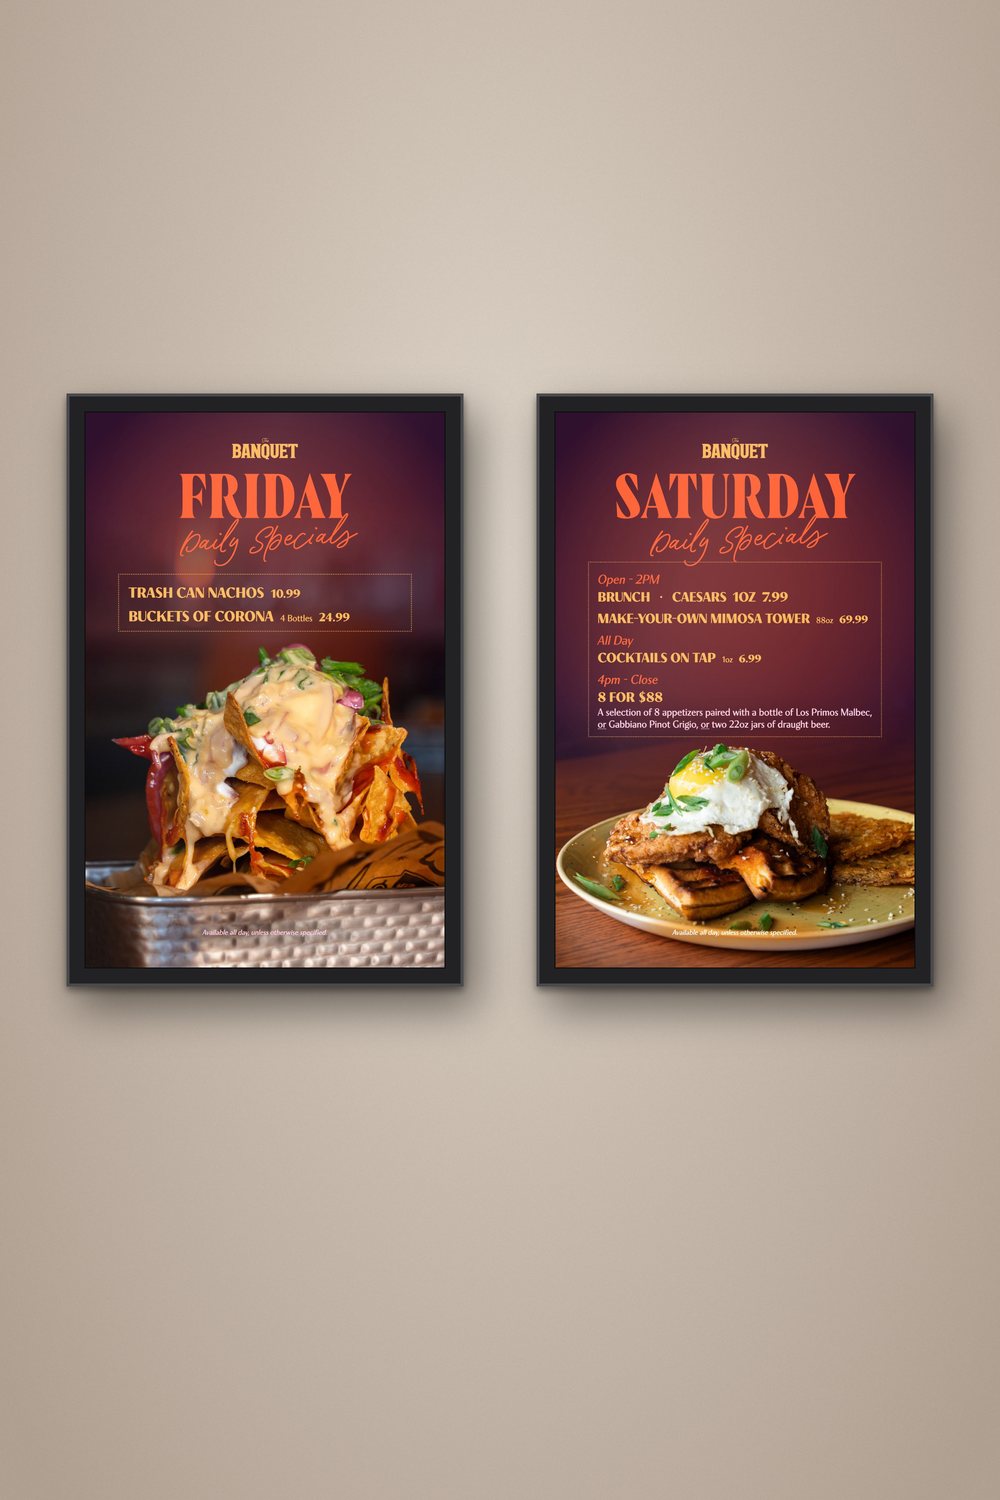 The
BANQUET
FRIDAY
Daily Specials
TRASH CAN NACHOS 10.99
BUCKETS OF CORONA 4 Bottles 24.99
Available all day, unless otherwise specified.
The
BANQUET
SATURDAY
Daily Specials
Open - 2PM
BRUNCH · CAESARS 1OZ 7.99
MAKE-YOUR-OWN MIMOSA TOWER 88oz 69.99
All Day
COCKTAILS ON TAP 1oz 6.99
4pm - Close
8 FOR $88
A selection of 8 appetizers paired with a bottle of Los Primos Malbec,
or Gabbiano Pinot Grigio, or two 22oz jars of draught beer.
Available all day, unless otherwise specified.